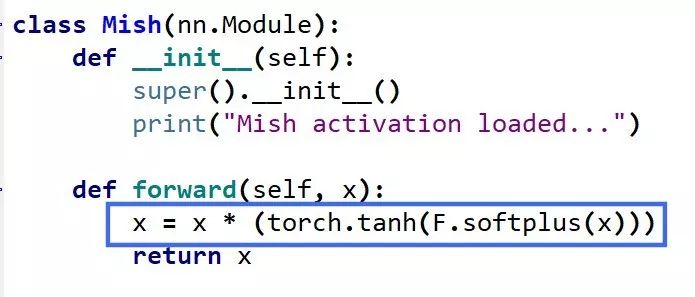 class Mish(nn.Module):
    def __init__(self):
        super().__init__()
        print("Mish activation loaded...")
    def forward(self, x):
        x = x * (torch.tanh(F.softplus(x)))
        return x